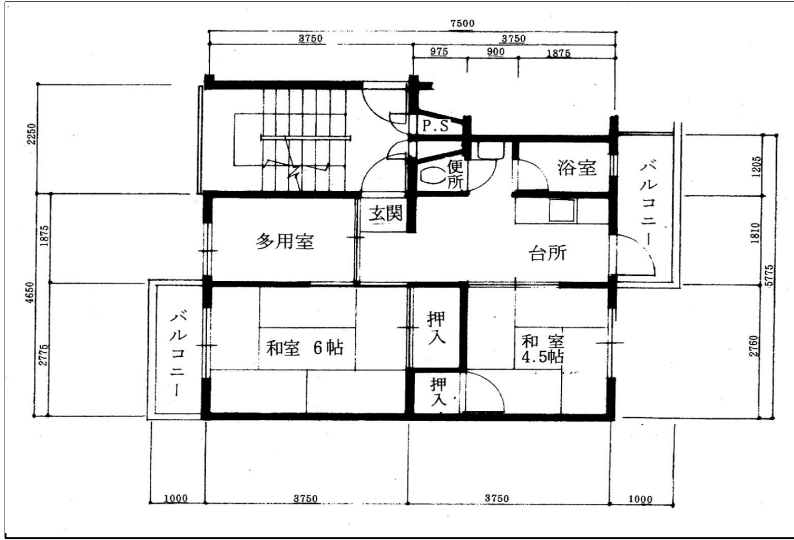 7500
3750
3750
975
900
1875
2250
1875
4650
2775
1205
1810
5775
2760
P.S
便所
浴室
バルコニー
玄関
多用室
台所
バルコニー
和室 6帖
押入
和室
4.5帖
押入
1000
3750
3750
1000